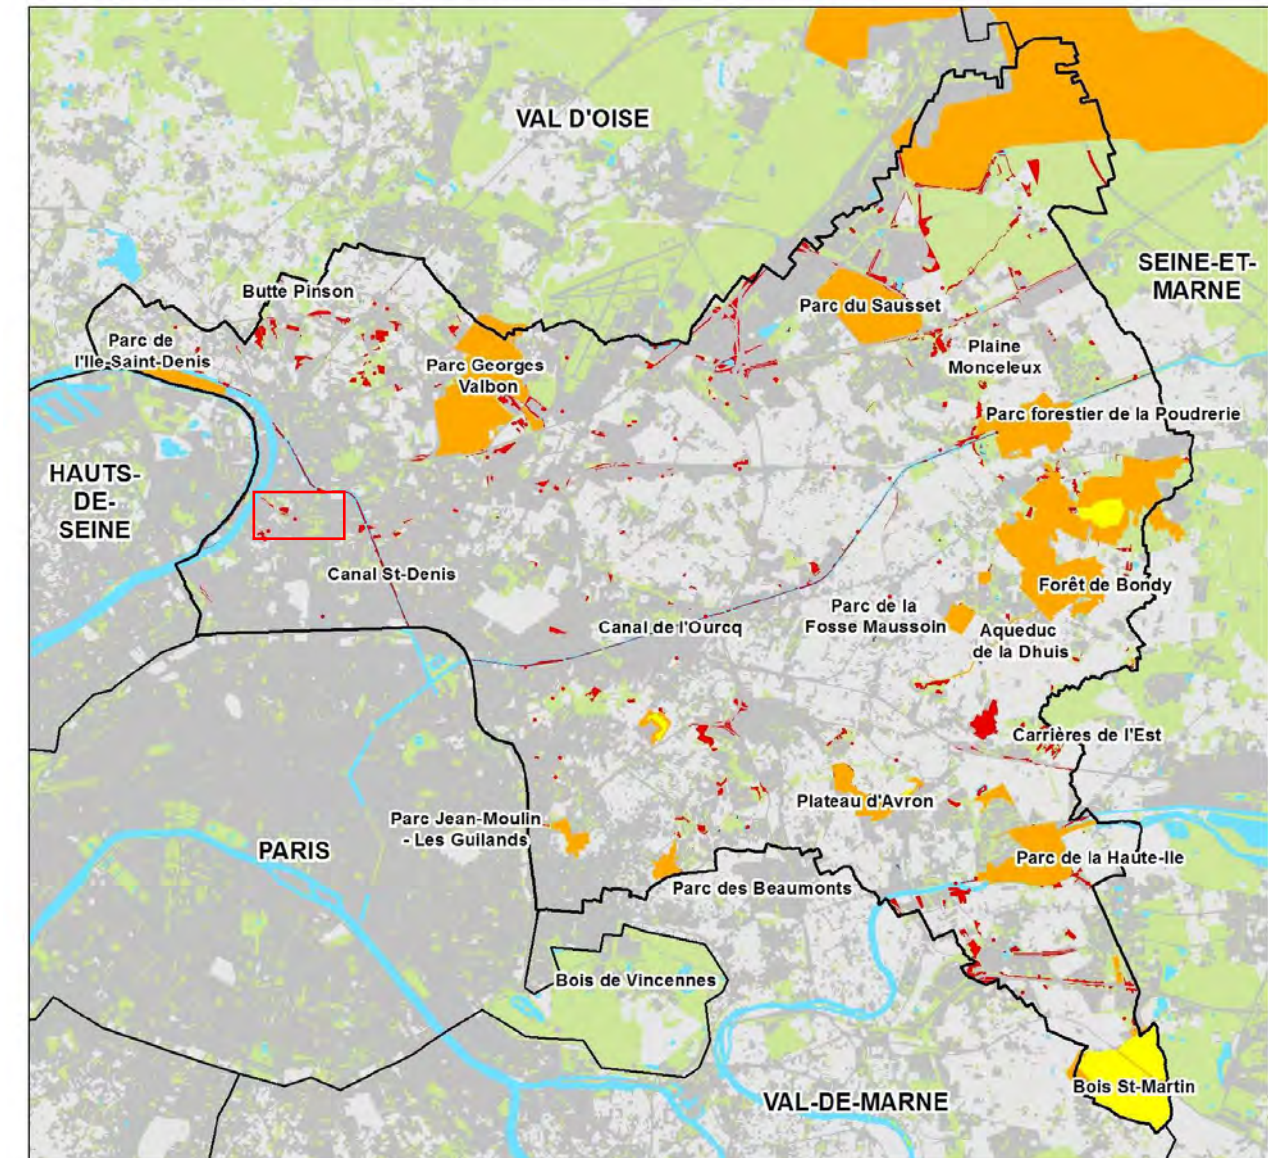 VAL D'OISE
SEINE-ET-
MARNE
Butte Pinson
Parc du Sausset
Parc de
l'Ile-Saint-Denis
Plaine
Monceleux
Parc Georges
Valbon
Parc forestier de la Poudrerie
HAUTS-
DE-
SEINE
Canal St-Denis
Forêt de Bondy
Parc de la
Fosse Maussoin
Canal de l'Ourcq
Aqueduc
de la Dhuis
Carrières de l'Est
Plateau d'Avron
Parc Jean-Moulin
- Les Guilands
PARIS
Parc de la Haute-Ile
Parc des Beaumonts
Bois de Vincennes
Bois St-Martin
VAL-DE-MARNE